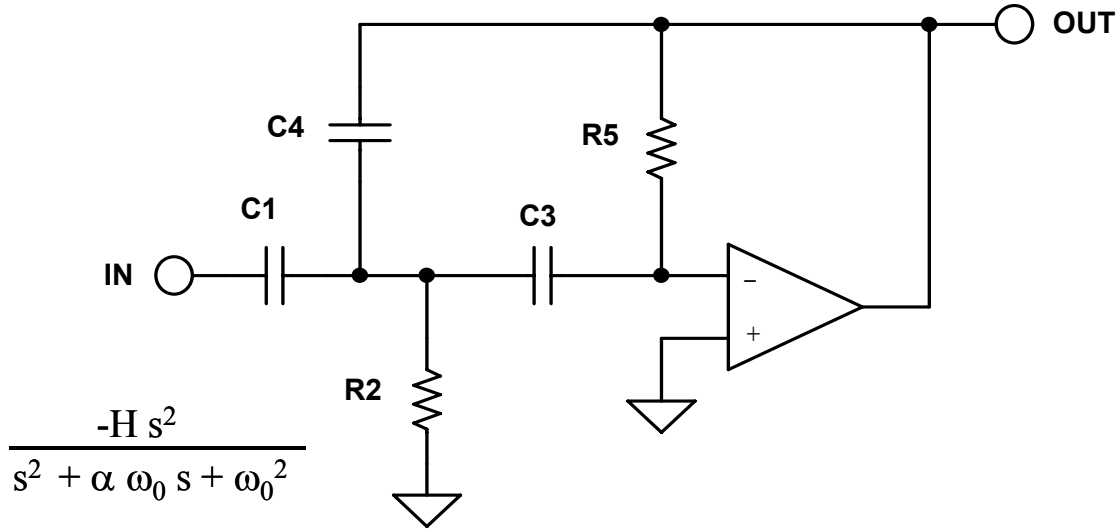 OUT
C4
R5
C1
C3
IN
−
+
R2
-H s²
s² + α ω₀ s + ω₀²